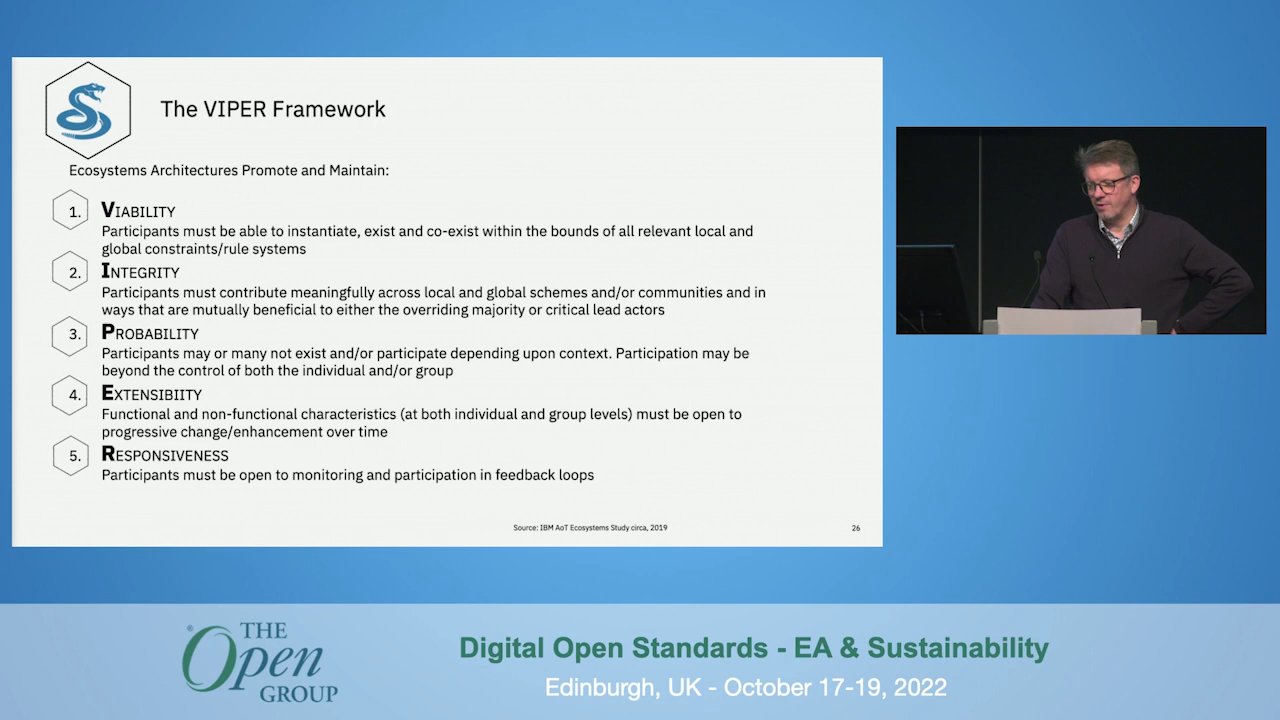 The VIPER Framework
Ecosystems Architectures Promote and Maintain:
1. VIABILITY
Participants must be able to instantiate, exist and co-exist within the bounds of all relevant local and
global constraints/rule systems
2. INTEGRITY
Participants must contribute meaningfully across local and global schemes and/or communities and in
ways that are mutually beneficial to either the overriding majority or critical lead actors
3. PROBABILITY
Participants may or many not exist and/or participate depending upon context. Participation may be
beyond the control of both the individual and/or group
4. EXTENSIBIITY
Functional and non-functional characteristics (at both individual and group levels) must be open to
progressive change/enhancement over time
5. RESPONSIVENESS
Participants must be open to monitoring and participation in feedback loops
Source: IBM AoT Ecosystems Study circa, 2019
26
® THE
Open
GROUP
Digital Open Standards - EA & Sustainability
Edinburgh, UK - October 17-19, 2022